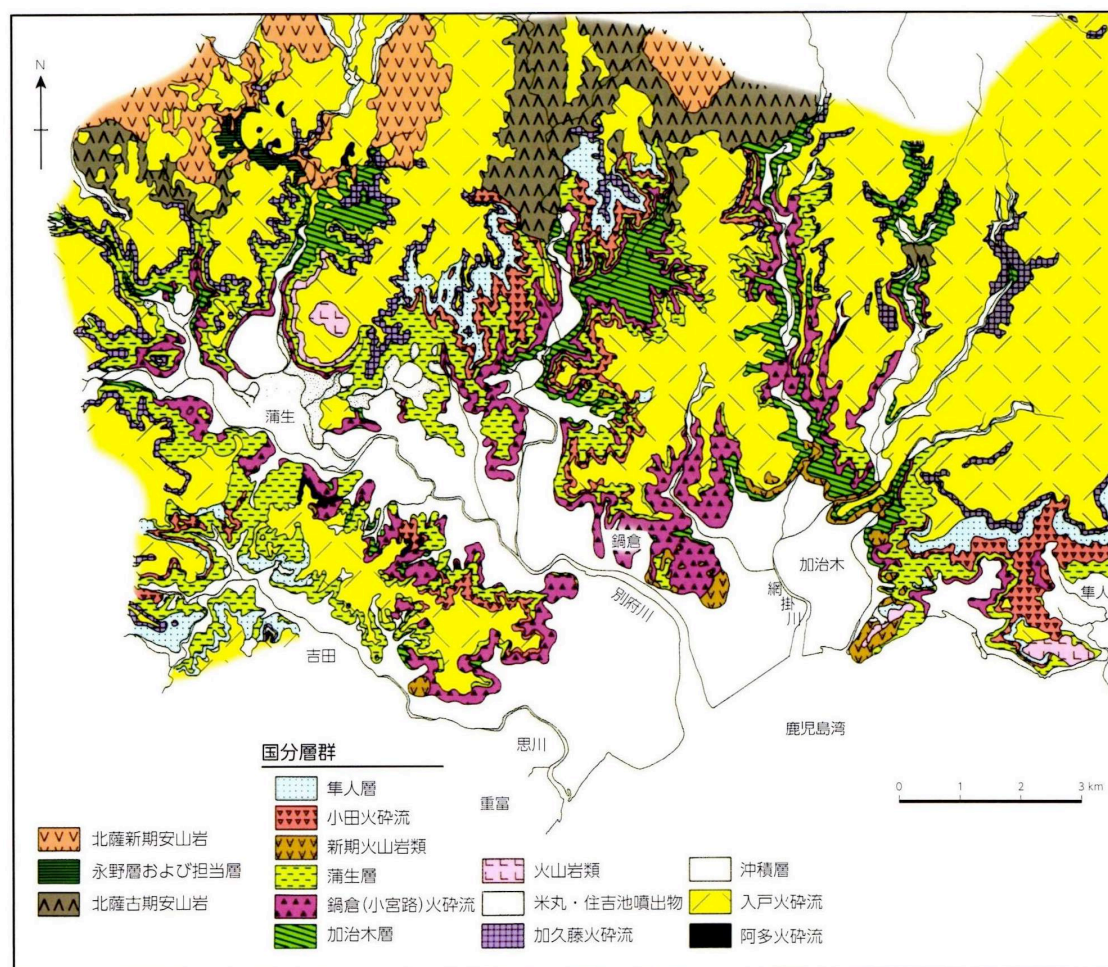 N
蒲生
鍋倉
加治木
網掛川
別府川
隼人
吉田
思川
鹿児島湾
重富
0 1 2 3 km
国分層群
隼人層
小田火砕流
新期火山岩類
蒲生層
鍋倉(小宮路)火砕流
加治木層
北薩新期安山岩
永野層および担当層
北薩古期安山岩
火山岩類
米丸・住吉池噴出物
加久藤火砕流
沖積層
入戸火砕流
阿多火砕流